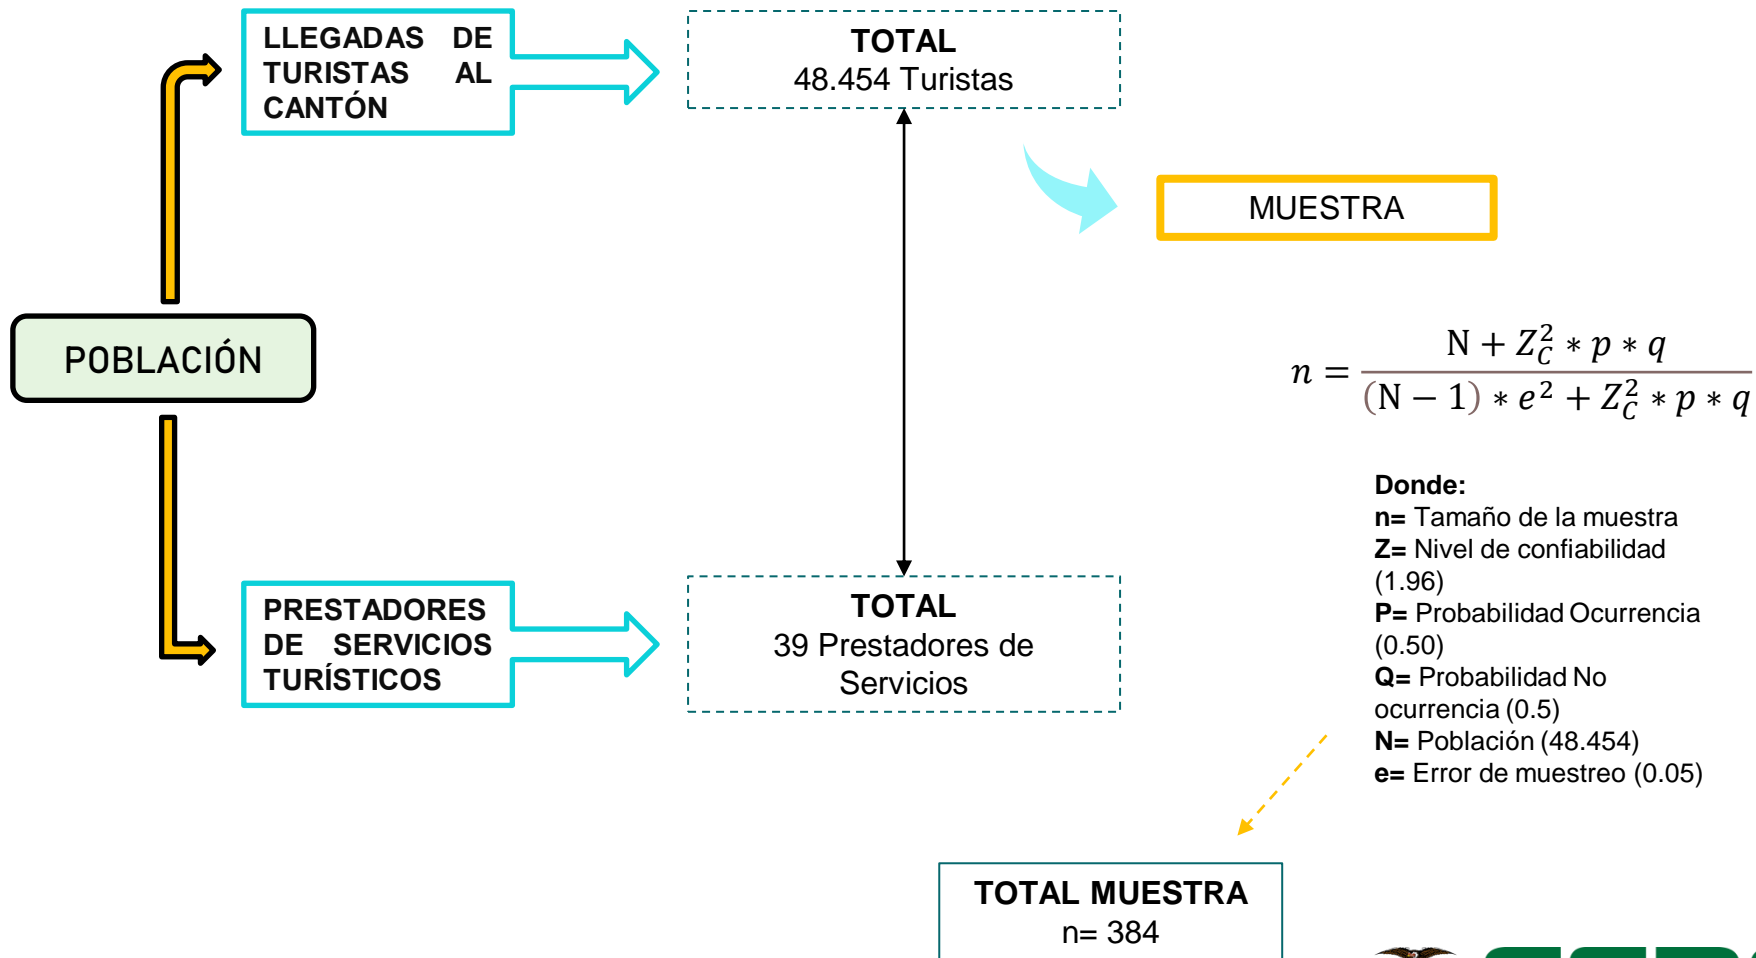 LLEGADAS DE
TURISTAS AL
CANTÓN
TOTAL
48.454 Turistas
MUESTRA
POBLACIÓN
n = (N + Z_C^2 * p * q) / ((N − 1) * e^2 + Z_C^2 * p * q)
Donde:
n= Tamaño de la muestra
Z= Nivel de confiabilidad
(1.96)
P= Probabilidad Ocurrencia
(0.50)
Q= Probabilidad No
ocurrencia (0.5)
N= Población (48.454)
e= Error de muestreo (0.05)
PRESTADORES
DE SERVICIOS
TURÍSTICOS
TOTAL
39 Prestadores de
Servicios
TOTAL MUESTRA
n= 384